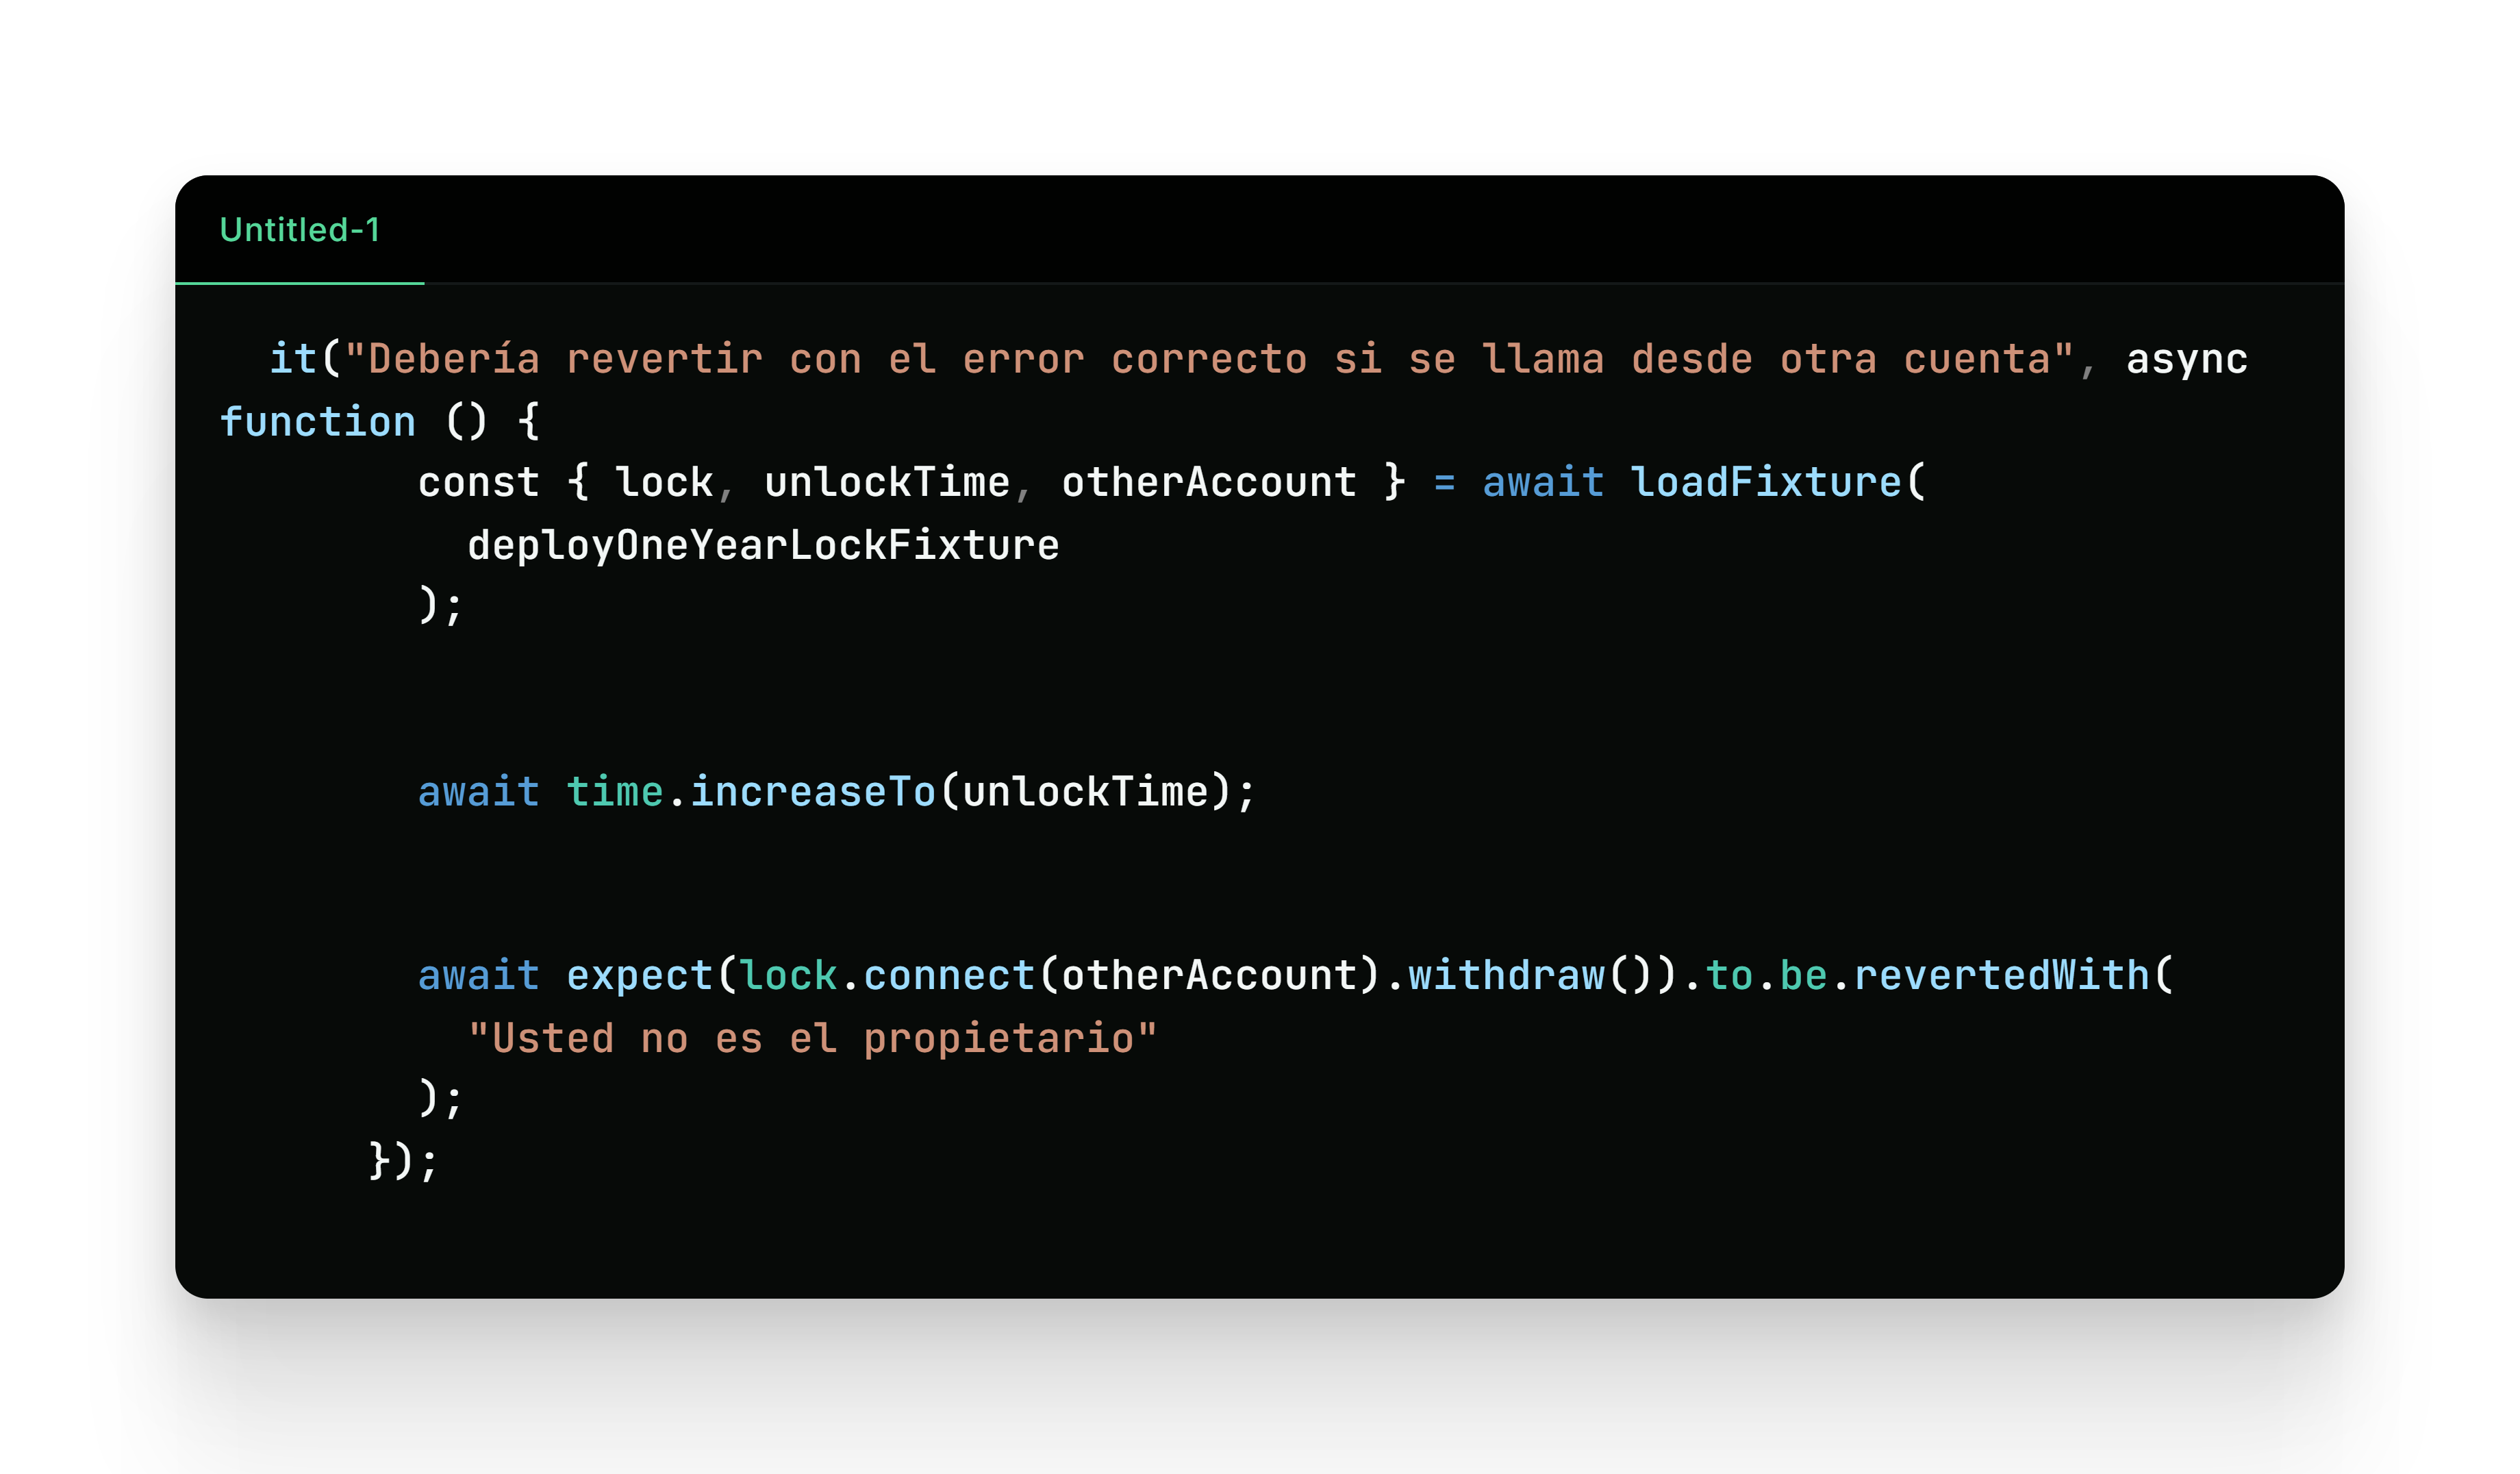 Untitled-1
it("Debería revertir con el error correcto si se llama desde otra cuenta", async
function () {
const { lock, unlockTime, otherAccount } = await loadFixture(
deployOneYearLockFixture
);
await time.increaseTo(unlockTime);
await expect(lock.connect(otherAccount).withdraw()).to.be.revertedWith(
"Usted no es el propietario"
);
});